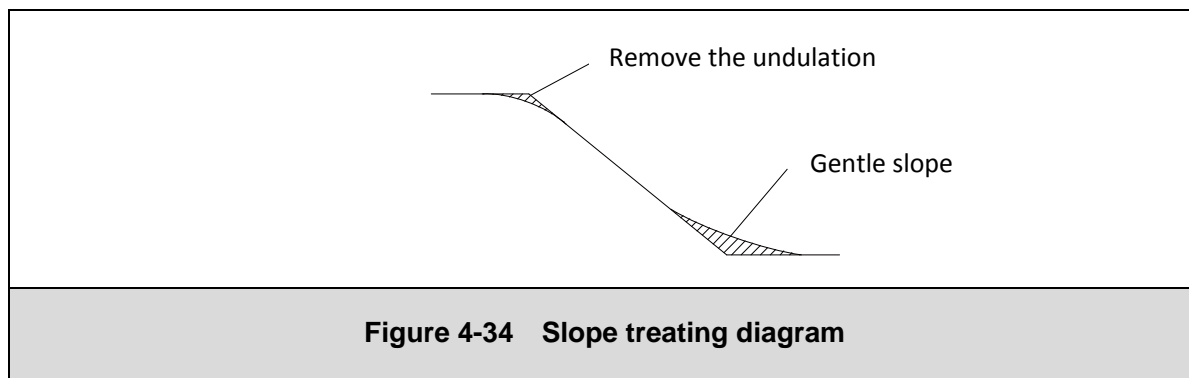 Remove the undulation
Gentle slope
Figure 4-34 Slope treating diagram